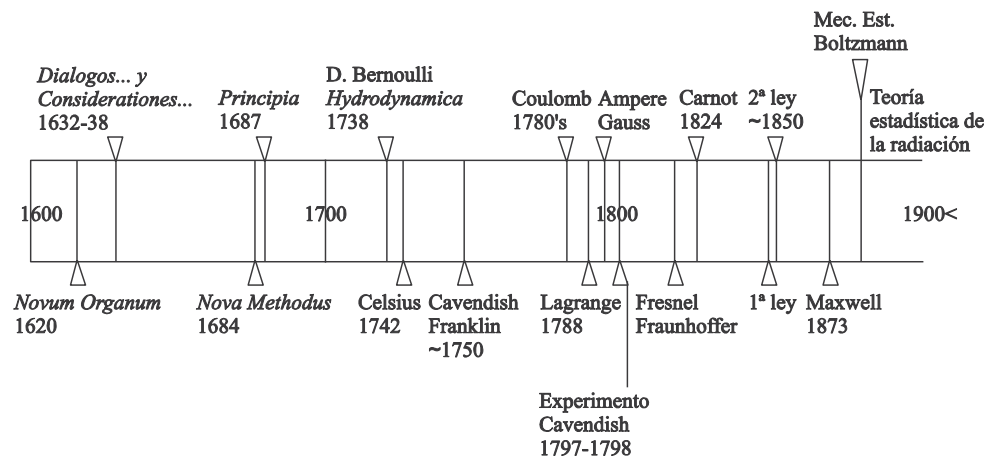 Mec. Est.
Boltzmann
Dialogos... y
Considerationes...
1632-38
Principia
1687
D. Bernoulli
Hydrodynamica
1738
Coulomb
1780's
Ampere
Gauss
Carnot
1824
2ª ley
~1850
Teoría
estadística de
la radiación
1600
1700
1800
1900<
Novum Organum
1620
Nova Methodus
1684
Celsius
1742
Cavendish
Franklin
~1750
Lagrange
1788
Fresnel
Fraunhoffer
1ª ley
Maxwell
1873
Experimento
Cavendish
1797-1798